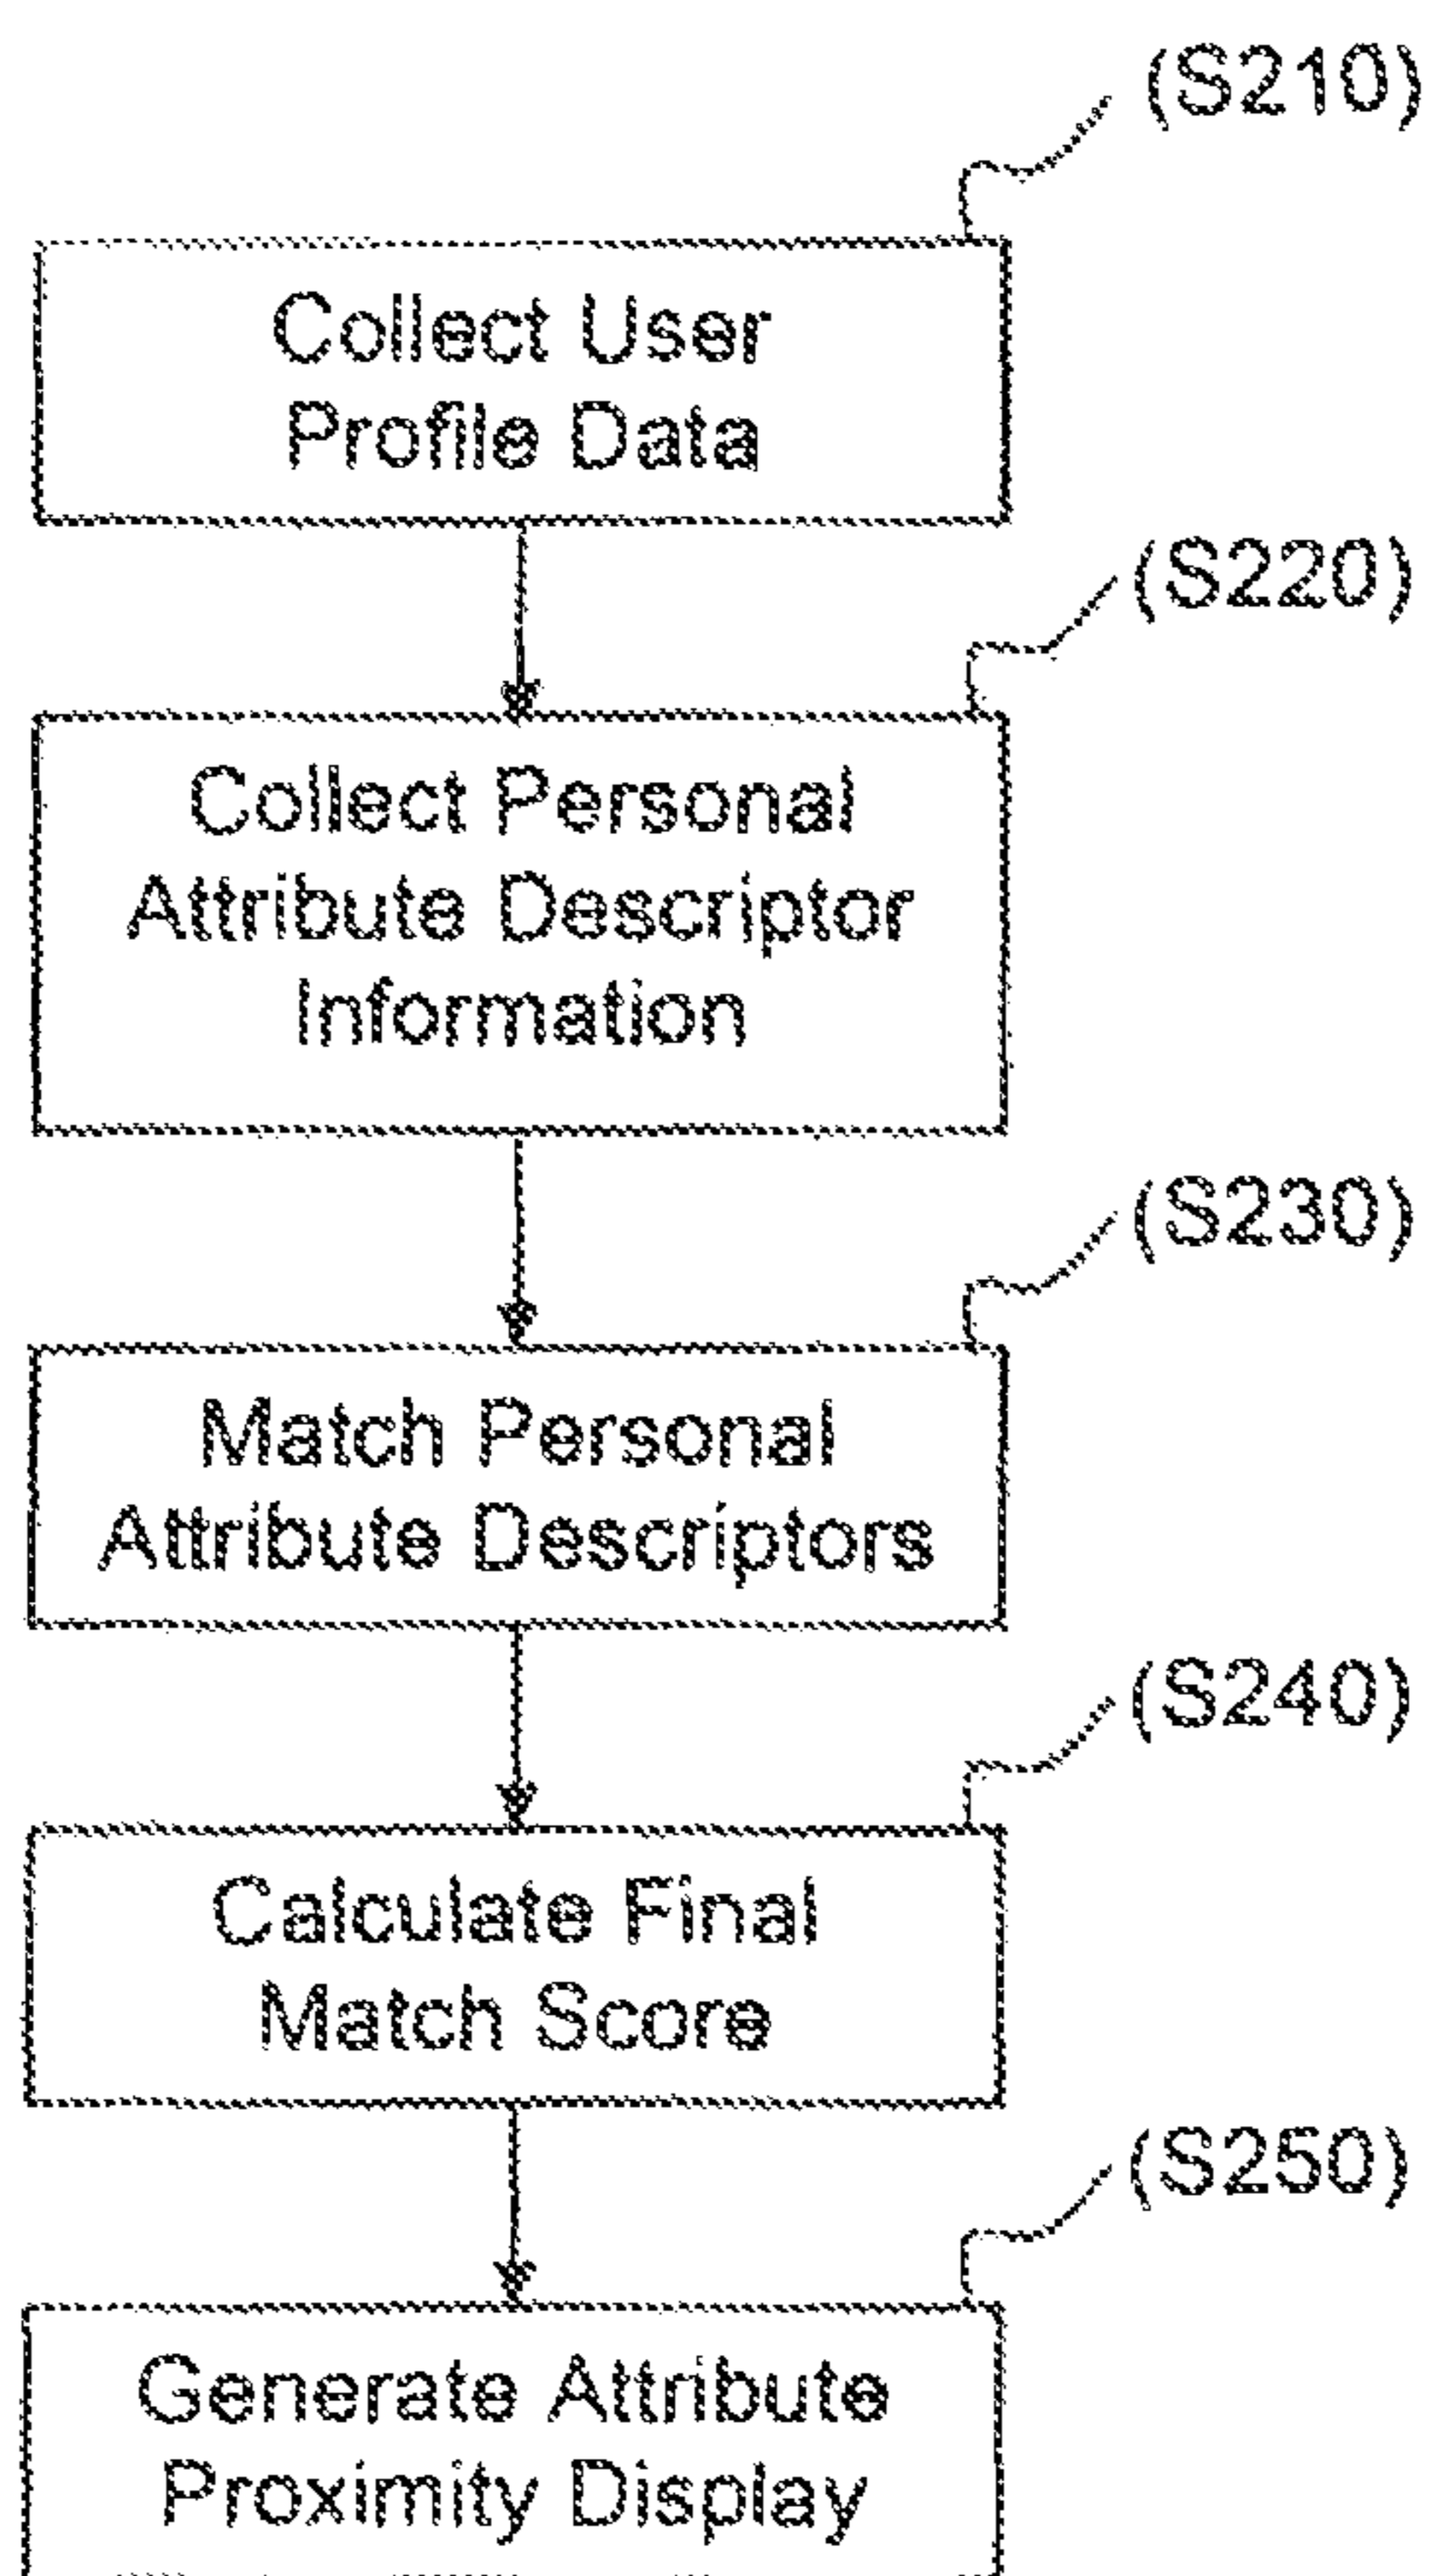 (S210)
Collect User
Profile Data
(S220)
Collect Personal
Attribute Descriptor
Information
(S230)
Match Personal
Attribute Descriptors
(S240)
Calculate Final
Match Score
(S250)
Generate Attribute
Proximity Display